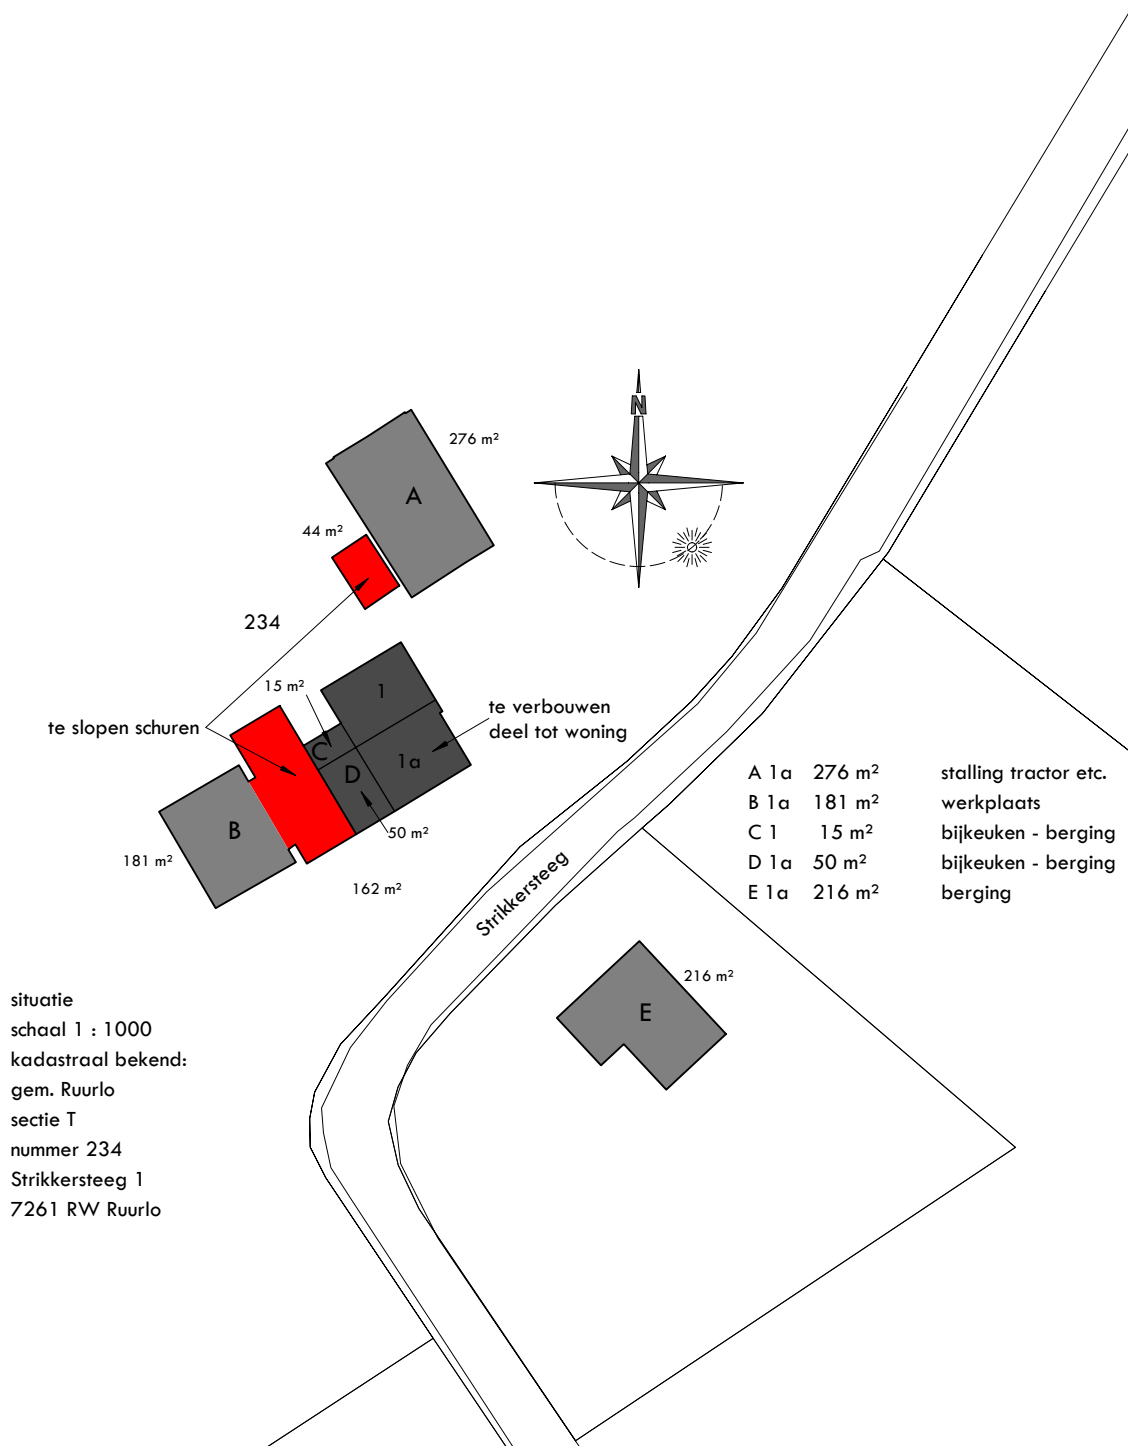 N
276 m²
A
44 m²
234
15 m²
1
te slopen schuren
te verbouwen
deel tot woning
C
1a
D
B
50 m²
181 m²
162 m²
A 1a 276 m² stalling tractor etc.
B 1a 181 m² werkplaats
C 1 15 m² bijkeuken - berging
D 1a 50 m² bijkeuken - berging
E 1a 216 m² berging
Strikkersteeg
216 m²
E
situatie
schaal 1 : 1000
kadastraal bekend:
gem. Ruurlo
sectie T
nummer 234
Strikkersteeg 1
7261 RW Ruurlo